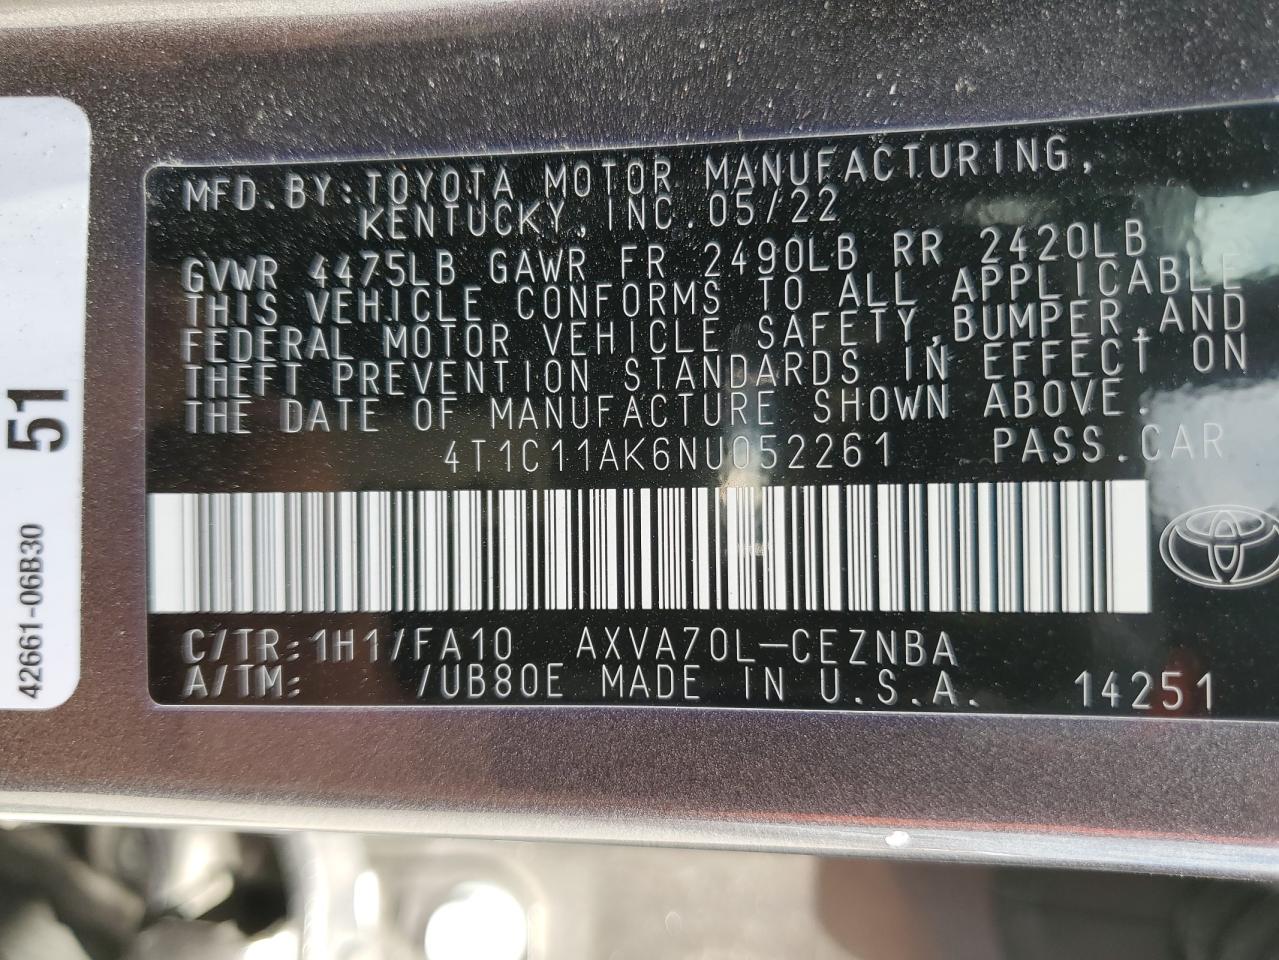 MFD.BY:TOYOTA MOTOR MANUFACTURING,
KENTUCKY, INC.05/22
GVWR 4475LB GAWR FR 2490LB RR 2420LB
THIS VEHICLE CONFORMS TO ALL APPLICABLE
FEDERAL MOTOR VEHICLE SAFETY,BUMPER,AND
THEFT PREVENTION STANDARDS IN EFFECT ON
THE DATE OF MANUFACTURE SHOWN ABOVE.
4T1C11AK6NU052261 PASS.CAR
C/TR:1H1/FA10 AXVA70L-CEZNBA
A/TM: /UB80E MADE IN U.S.A. 14251
51
42661-06B30